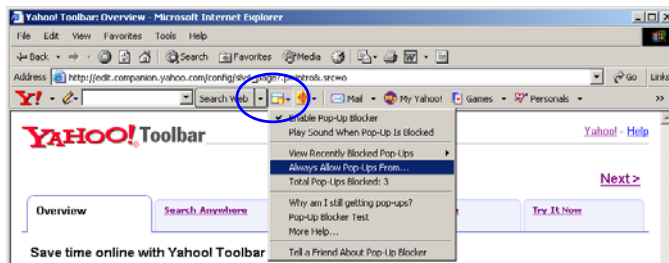 Yahoo! Toolbar: Overview - Microsoft Internet Explorer
File Edit View Favorites Tools Help
Back Search Favorites Media
Address http://edit.companion.yahoo.com/config/slvd_page?.p=intro&.src=wo Go Links
Y! Search Web Mail My Yahoo! Games Personals »
Enable Pop-Up Blocker
Play Sound When Pop-Up Is Blocked
YAHOO! Toolbar
Yahoo! - Help
View Recently Blocked Pop-Ups
Always Allow Pop-Ups From...
Total Pop-Ups Blocked: 3
Next >
Why am I still getting pop-ups?
Overview Search Anywhere Try It Now
Pop-Up Blocker Test
More Help...
Save time online with Yahoo! Toolbar
Tell a Friend About Pop-Up Blocker